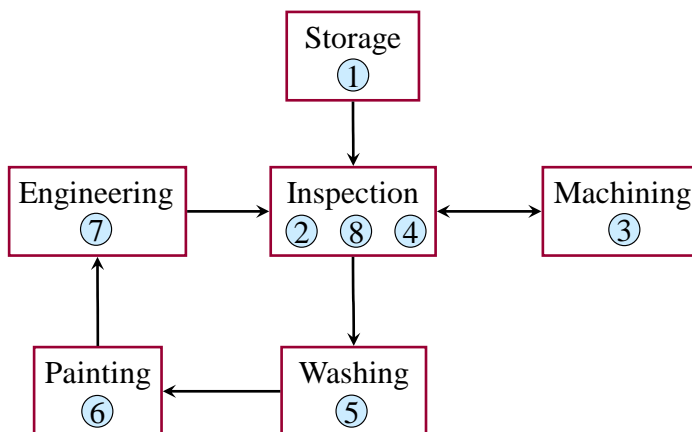 Storage
1
Engineering
7
Inspection
2 8 4
Machining
3
Painting
6
Washing
5